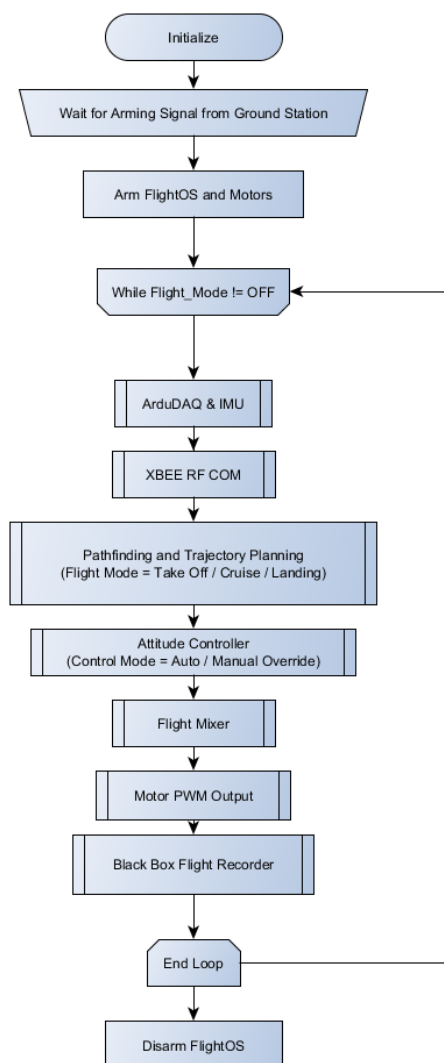 Initialize
Wait for Arming Signal from Ground Station
Arm FlightOS and Motors
While Flight_Mode != OFF
ArduDAQ & IMU
XBEE RF COM
Pathfinding and Trajectory Planning
(Flight Mode = Take Off / Cruise / Landing)
Attitude Controller
(Control Mode = Auto / Manual Override)
Flight Mixer
Motor PWM Output
Black Box Flight Recorder
End Loop
Disarm FlightOS